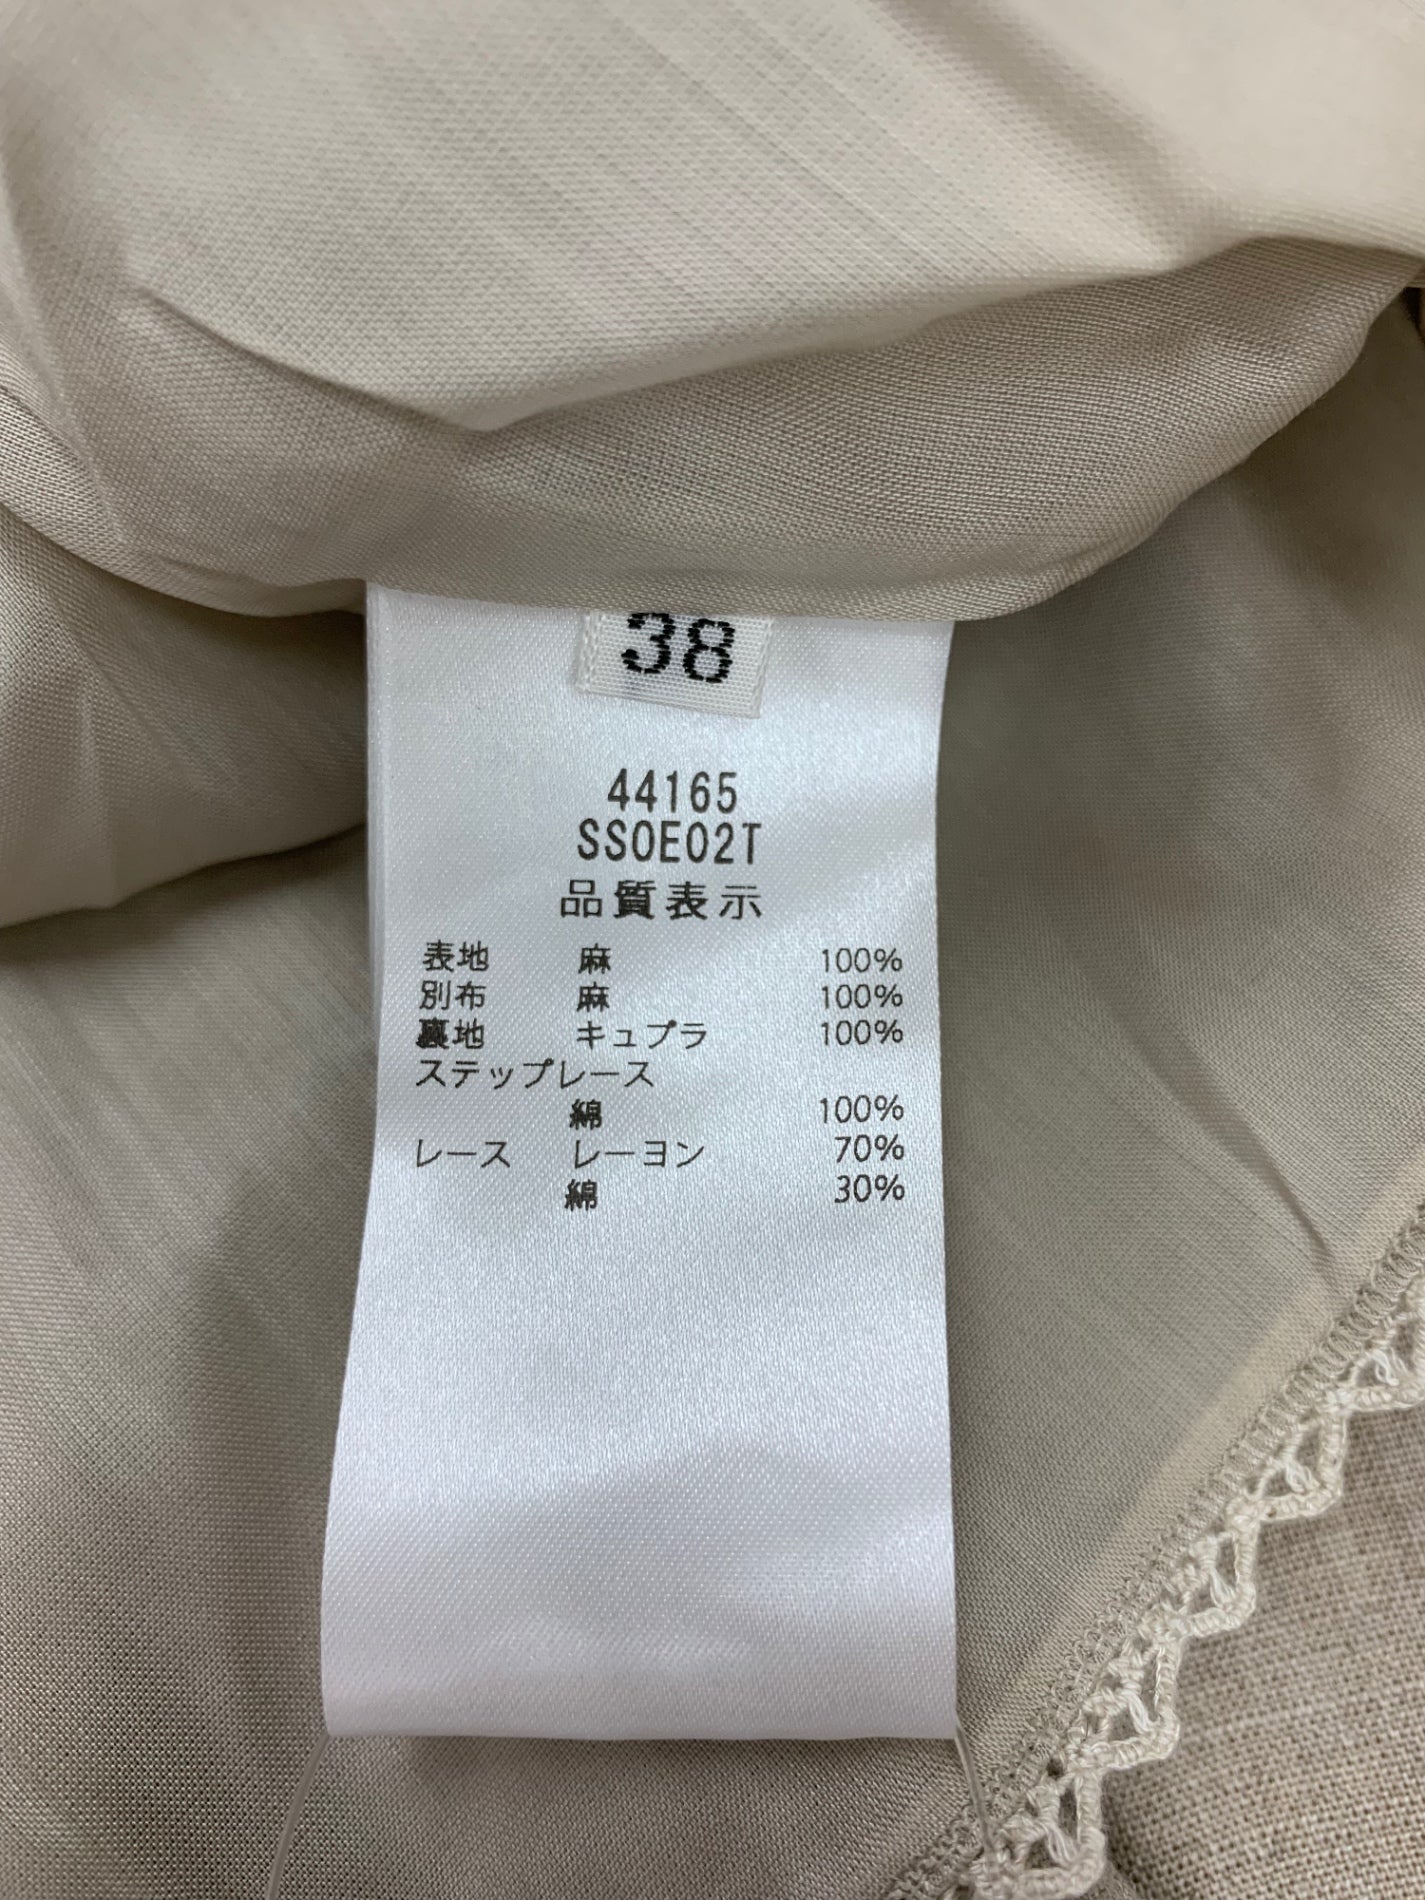 38
44165
SSOE02T
品質表示
表地 麻 100%
別布 麻 100%
裏地 キュプラ 100%
ステップレース
綿 100%
レース レーヨン 70%
綿 30%